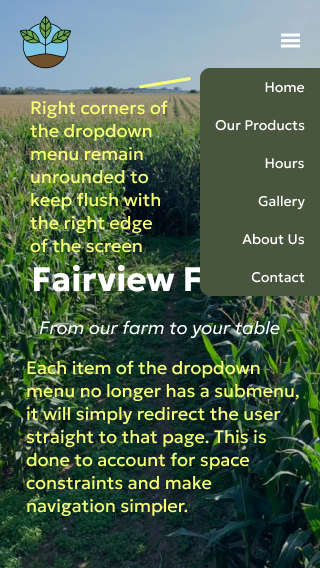 Home
Our Products
Hours
Gallery
About Us
Contact
Right corners of
the dropdown
menu remain
unrounded to
keep flush with
the right edge
of the screen
Fairview F
From our farm to your table
Each item of the dropdown
menu no longer has a submenu,
it will simply redirect the user
straight to that page. This is
done to account for space
constraints and make
navigation simpler.